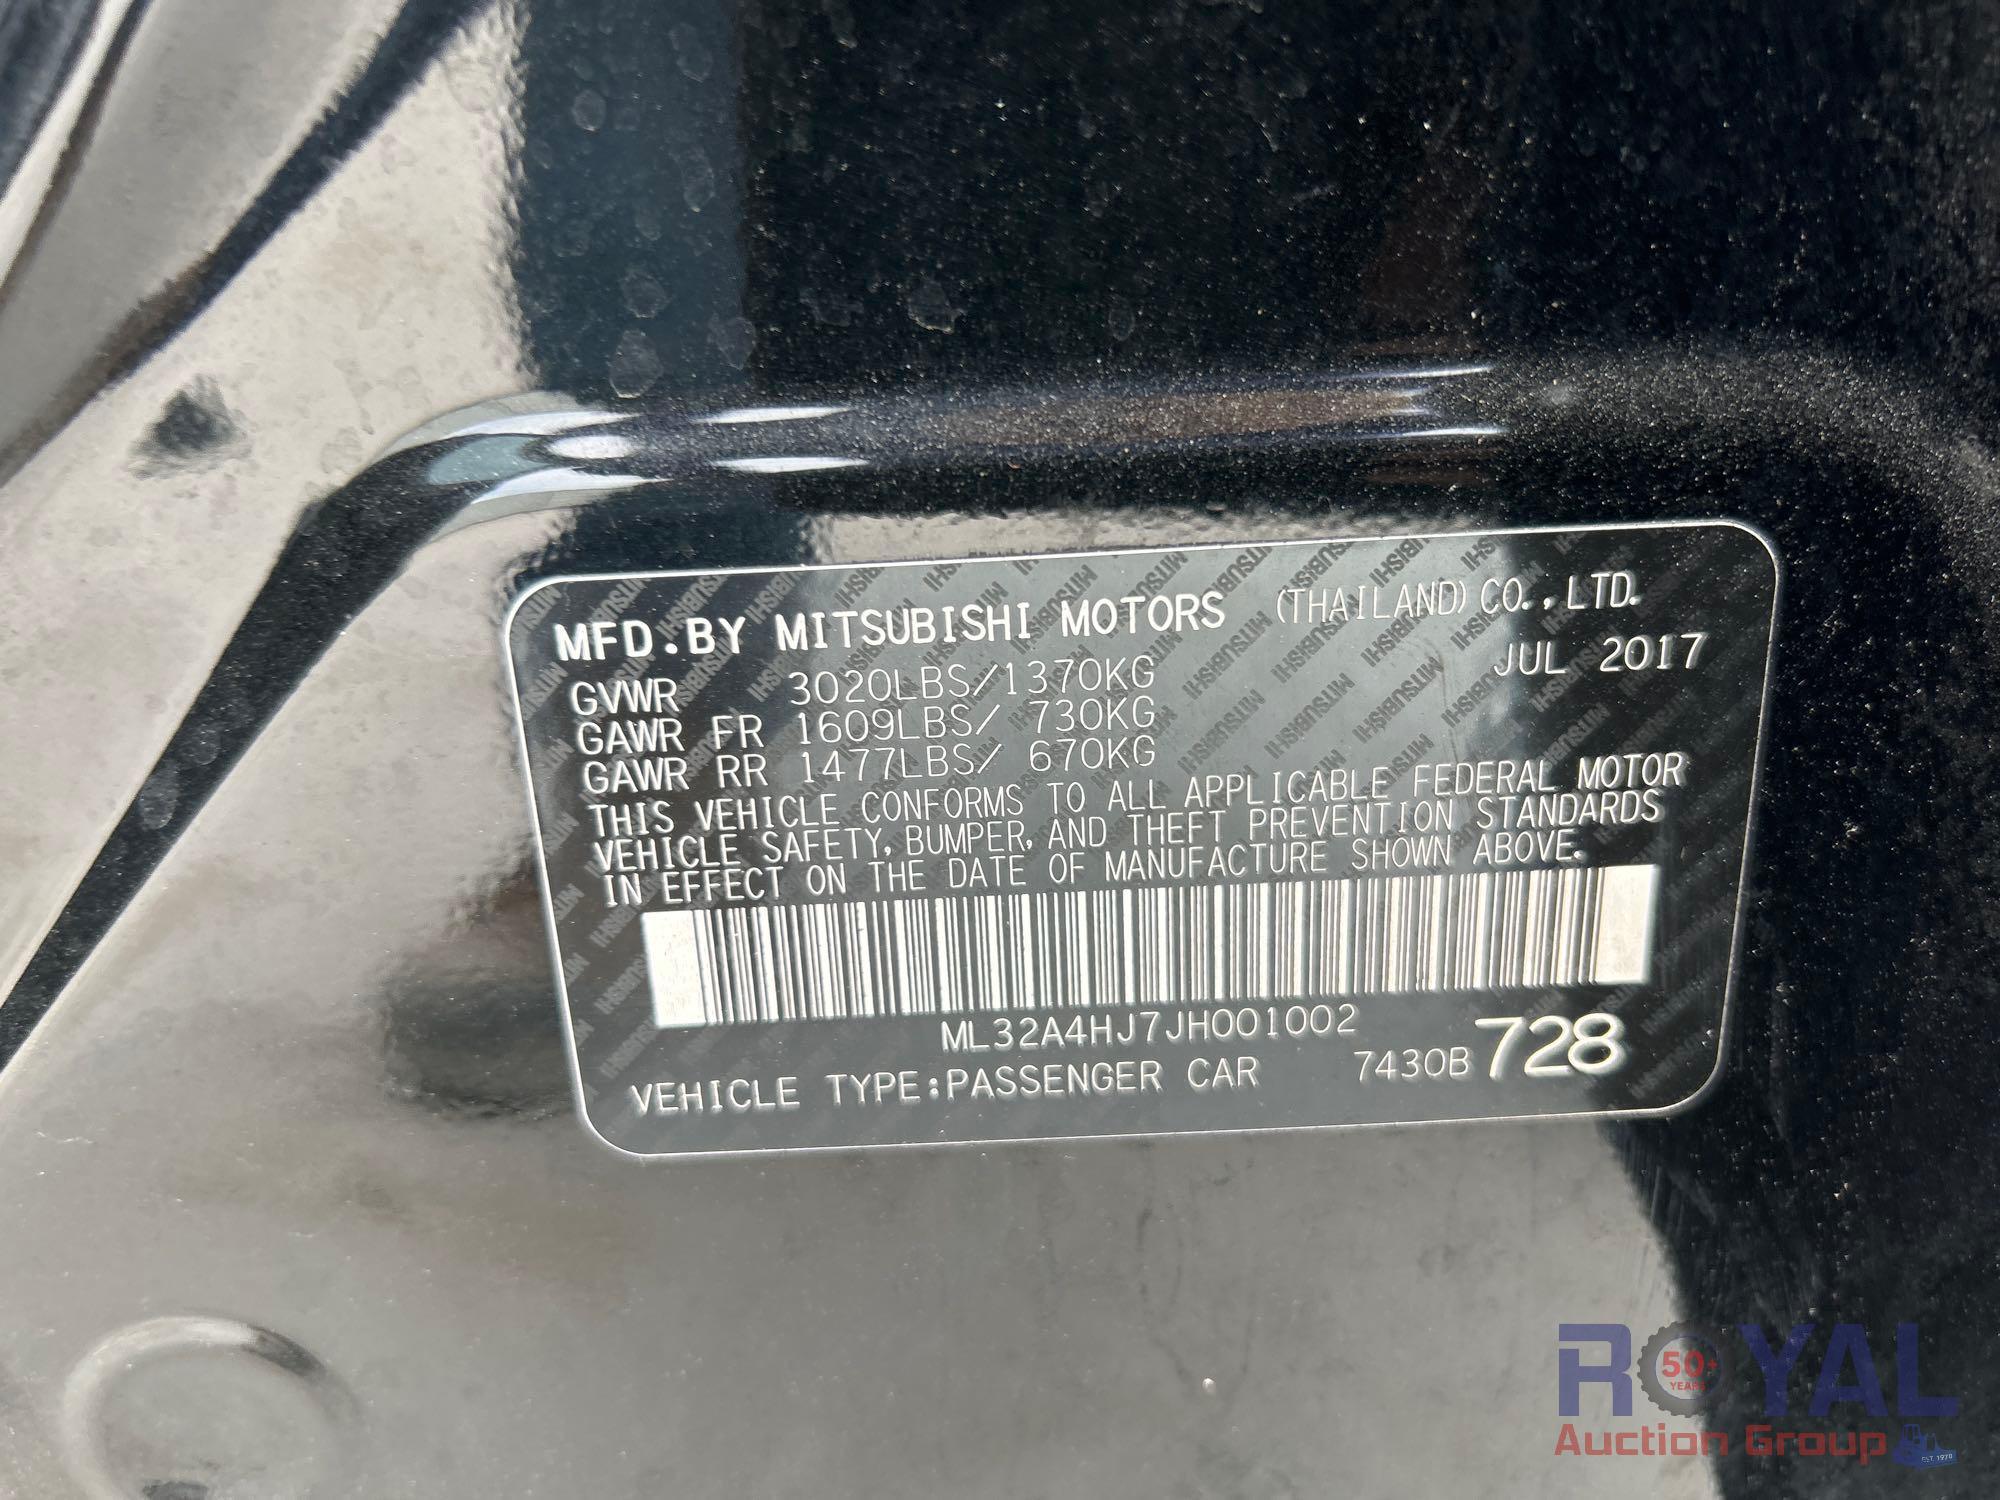 MFD.BY MITSUBISHI MOTORS (THAILAND) CO., LTD.
JUL 2017
GVWR 3020LBS/1370KG
GAWR FR 1609LBS/ 730KG
GAWR RR 1477LBS/ 670KG
THIS VEHICLE CONFORMS TO ALL APPLICABLE FEDERAL MOTOR
VEHICLE SAFETY, BUMPER, AND THEFT PREVENTION STANDARDS
IN EFFECT ON THE DATE OF MANUFACTURE SHOWN ABOVE.
ML32A4HJ7JH001002
VEHICLE TYPE:PASSENGER CAR 7430B 728
ROYAL
50+
YEARS
Auction Group
EST. 1970